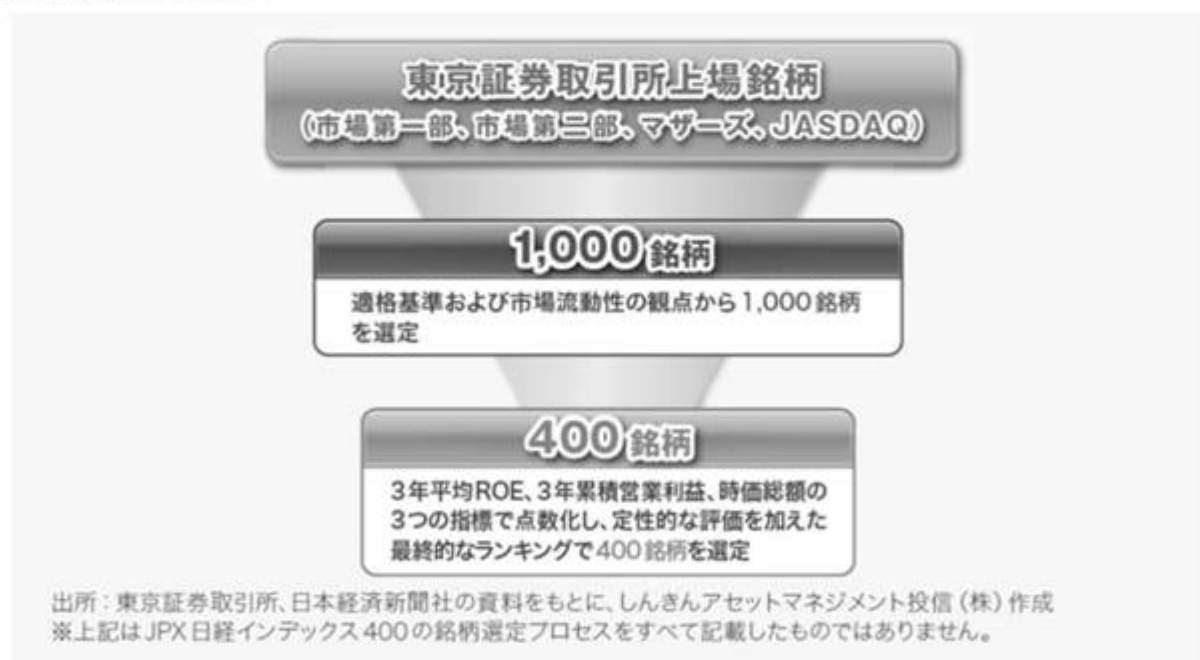 東京証券取引所上場銘柄
(市場第一部、市場第二部、マザーズ、JASDAQ)
1,000銘柄
適格基準および市場流動性の観点から1,000銘柄
を選定
400銘柄
3年平均ROE、3年累積営業利益、時価総額の
3つの指標で点数化し、定性的な評価を加えた
最終的なランキングで400銘柄を選定
出所:東京証券取引所、日本経済新聞社の資料をもとに、しんきんアセットマネジメント投信(株)作成
※上記はJPX日経インデックス400の銘柄選定プロセスをすべて記載したものではありません。